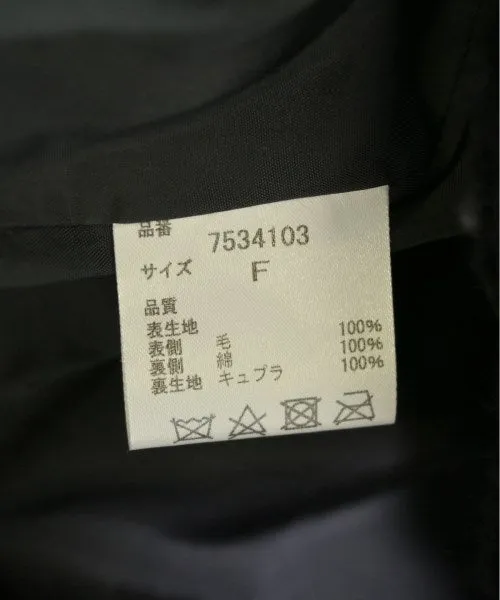 品番 7534103
サイズ F
品質
表生地
表側 毛 100%
裏側 綿 100%
裏生地 キュプラ 100%